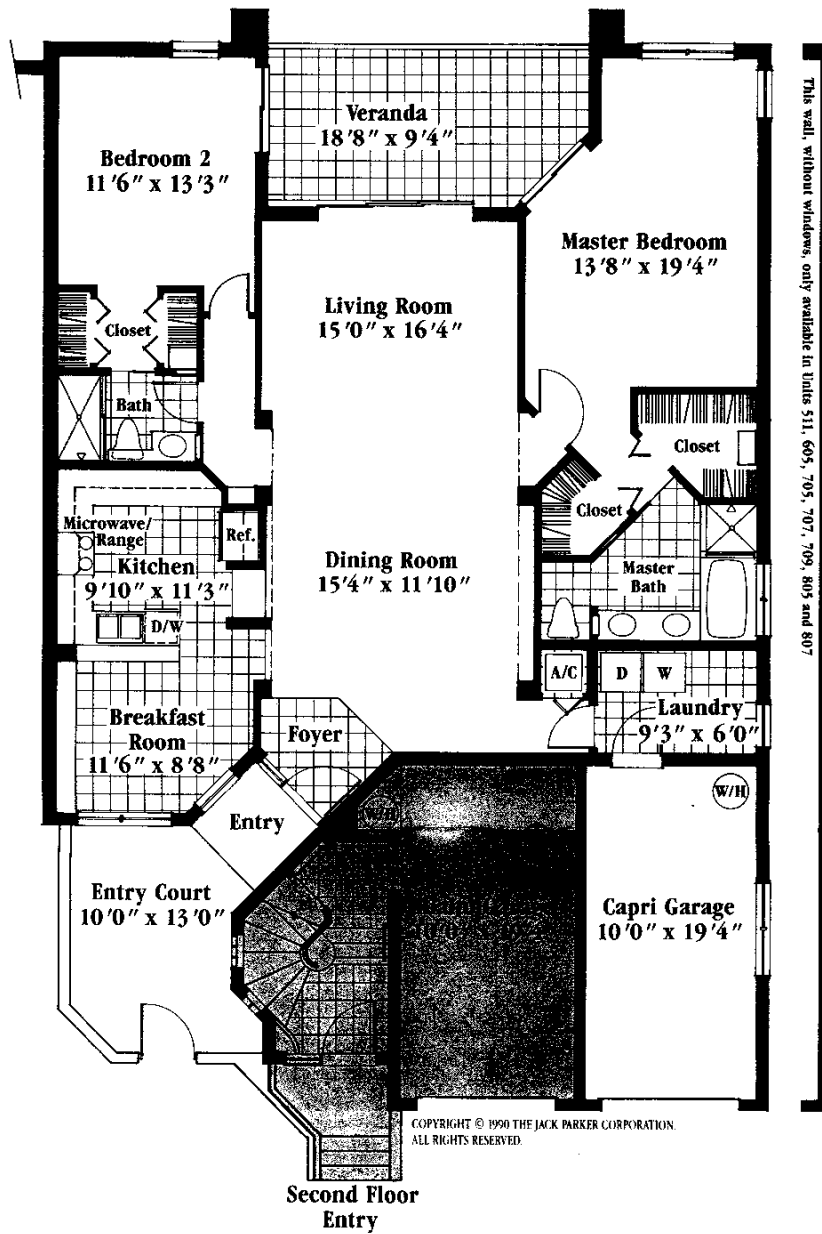 Veranda
18'8" x 9'4"
Bedroom 2
11'6" x 13'3"
Master Bedroom
13'8" x 19'4"
Living Room
15'0" x 16'4"
Closet
Bath
Closet
Closet
Microwave/
Range
Ref.
Kitchen
9'10" x 11'3"
D/W
Dining Room
15'4" x 11'10"
Master
Bath
A/C
D
W
Laundry
9'3" x 6'0"
Breakfast
Room
11'6" x 8'8"
Foyer
Entry
W/H
W/H
Entry Court
10'0" x 13'0"
Capri Garage
10'0" x 19'4"
COPYRIGHT © 1990 THE JACK PARKER CORPORATION.
ALL RIGHTS RESERVED.
Second Floor
Entry
This wall, without windows, only available in Units 511, 605, 705, 707, 709, 805 and 807